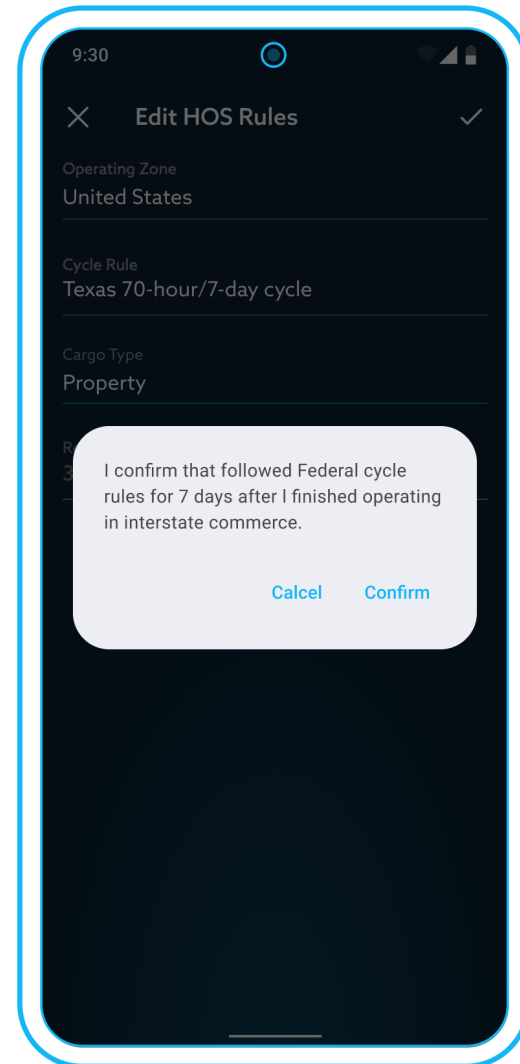 9:30
Edit HOS Rules
Operating Zone
United States
Cycle Rule
Texas 70-hour/7-day cycle
Cargo Type
Property
I confirm that followed Federal cycle
rules for 7 days after I finished operating
in interstate commerce.
Calcel Confirm